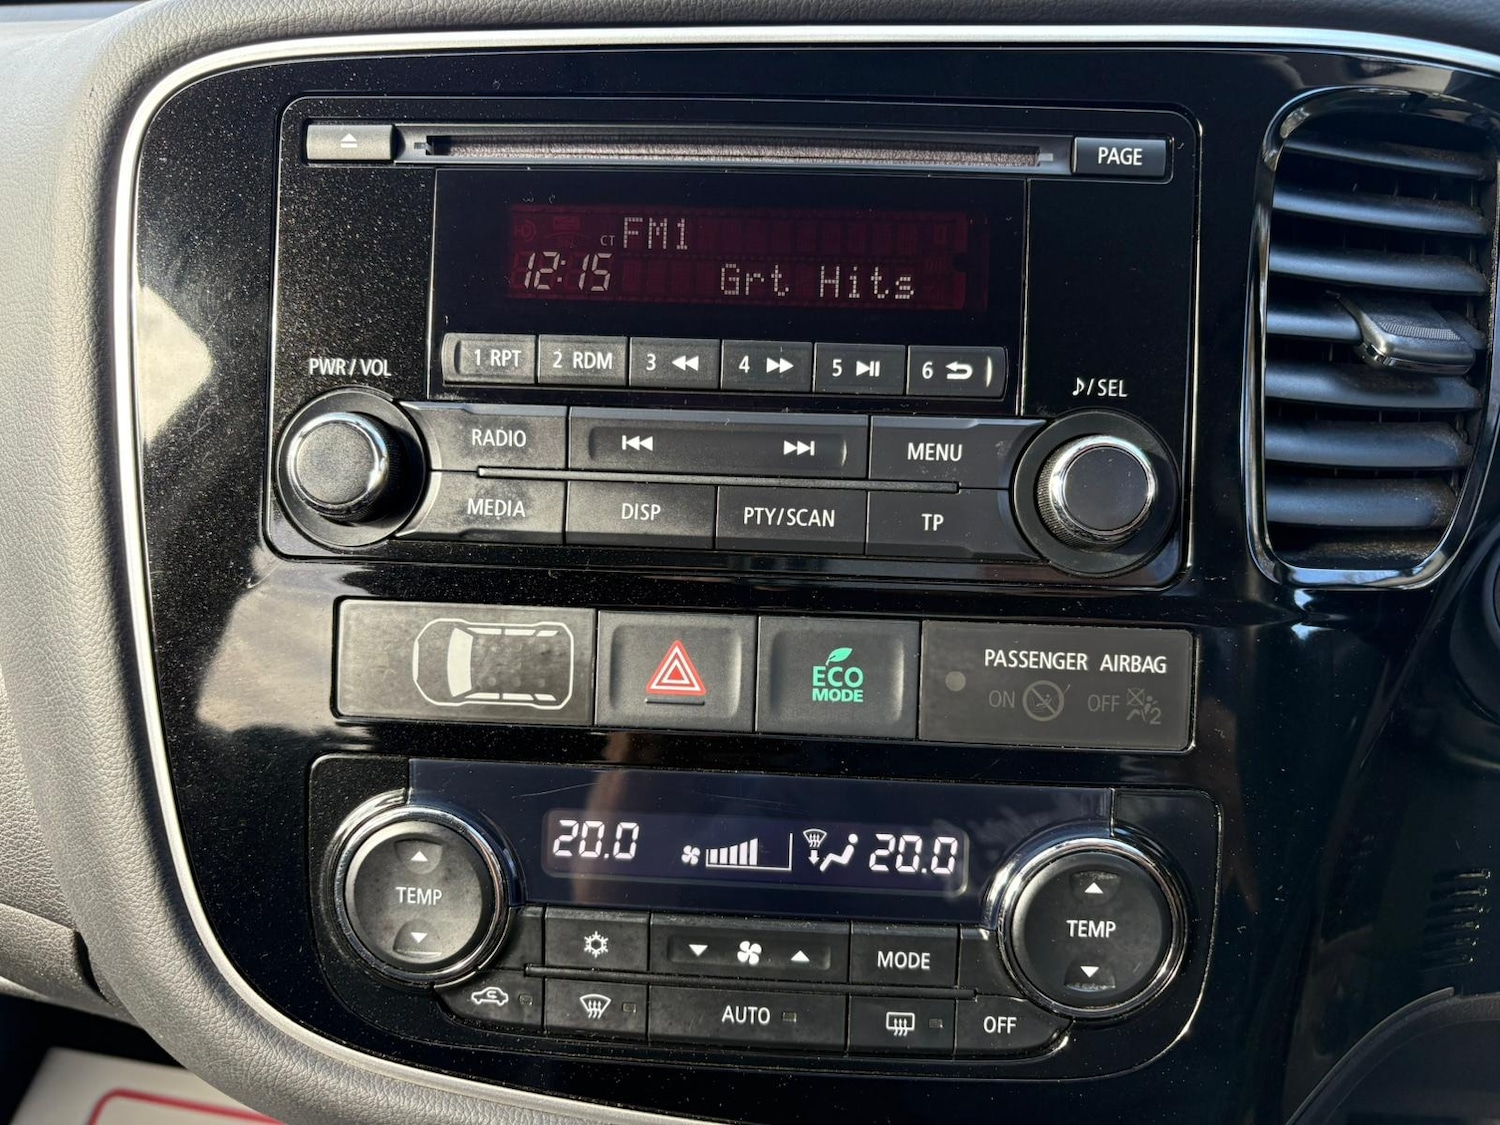 PAGE
CT FM1
12:15 Grt Hits
1 RPT 2 RDM 3 4 5 6
PWR / VOL
♪/ SEL
RADIO MENU
MEDIA DISP PTY/SCAN TP
ECO
MODE
PASSENGER AIRBAG
ON OFF 2
20.0 20.0
TEMP
TEMP
MODE
AUTO
OFF